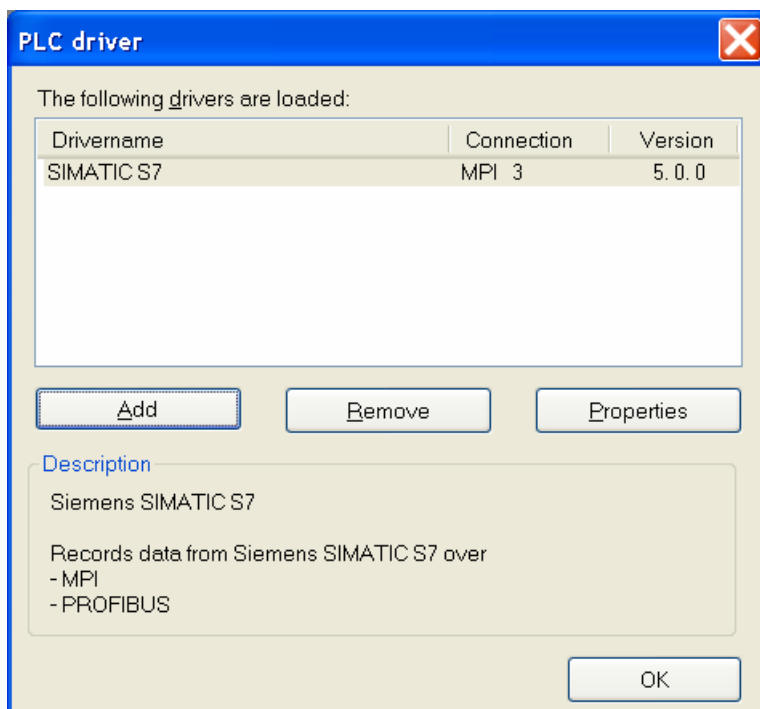 PLC driver
The following drivers are loaded:
Drivername Connection Version
SIMATIC S7 MPI 3 5. 0. 0
Add Remove Properties
Description
Siemens SIMATIC S7
Records data from Siemens SIMATIC S7 over
- MPI
- PROFIBUS
OK